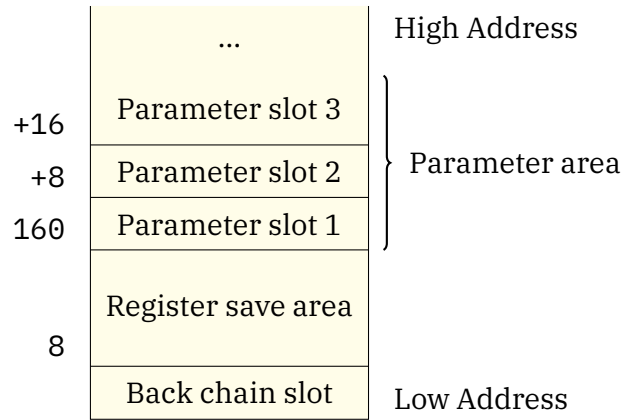 High Address
...
Parameter slot 3
+16
Parameter area
Parameter slot 2
+8
Parameter slot 1
160
Register save area
8
Back chain slot
Low Address